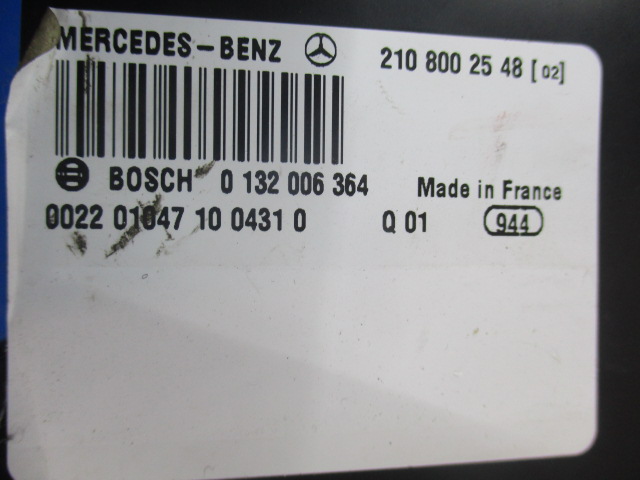 MERCEDES-BENZ 210 800 25 48 [02]
BOSCH 0 132 006 364 Made in France
0022 01047 10 0431 0 Q 01 944